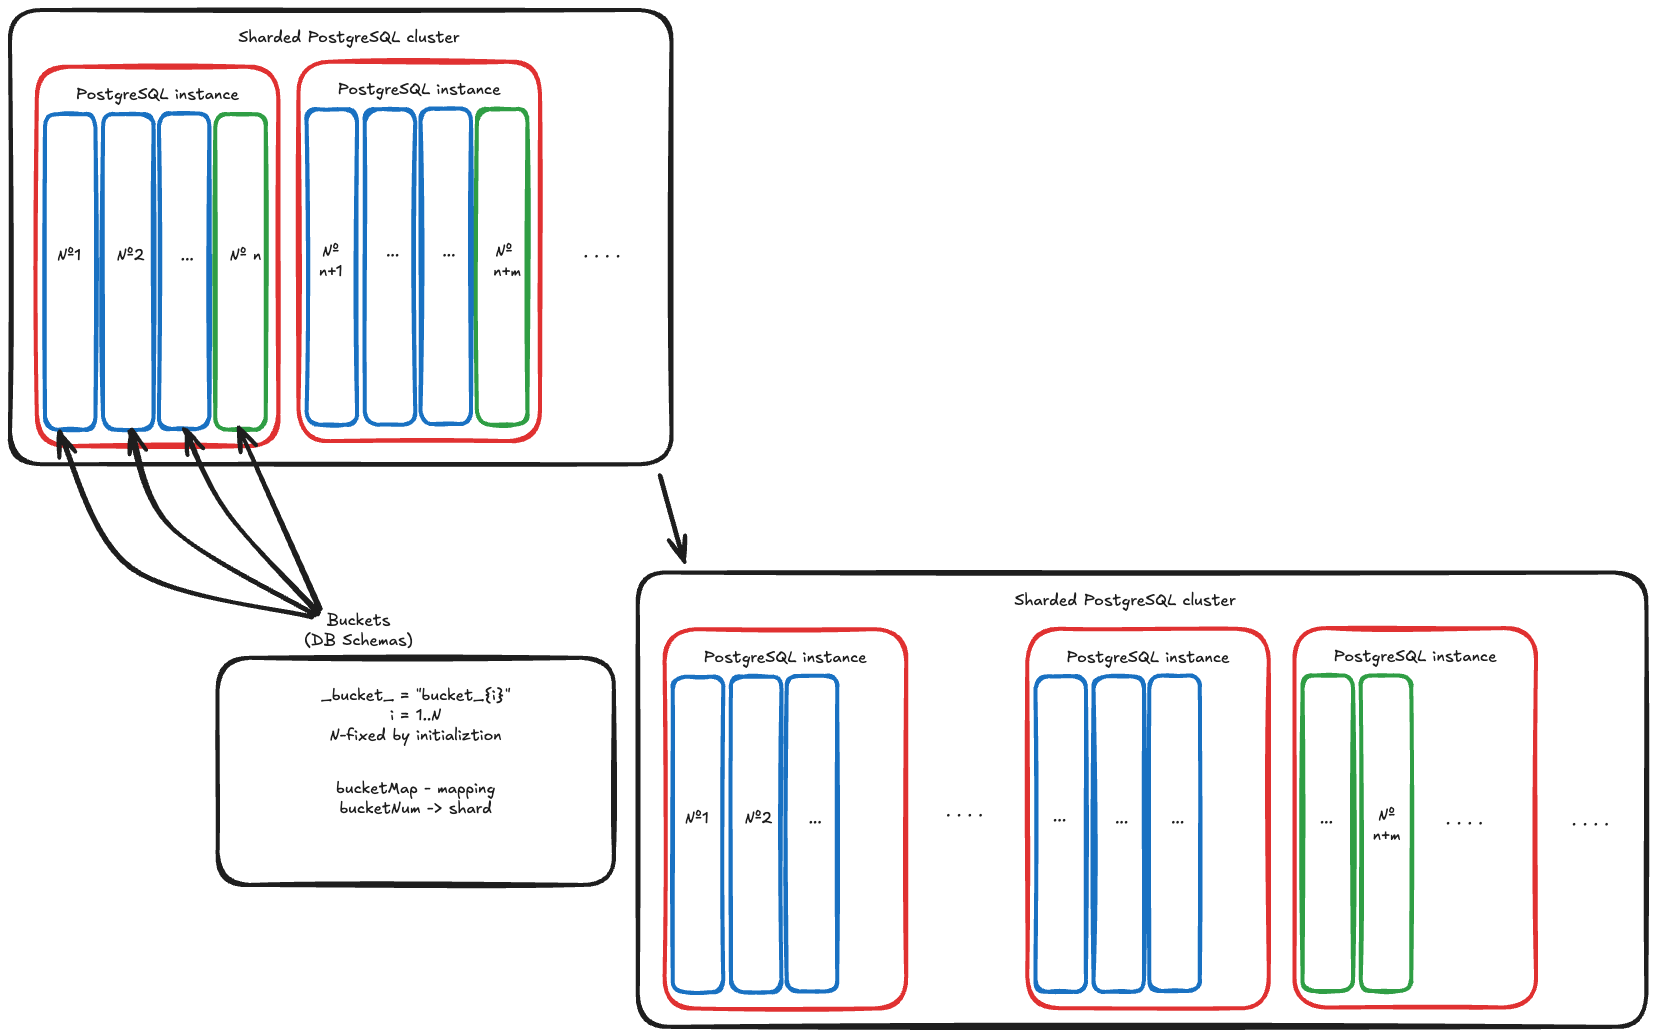 Sharded PostgreSQL cluster
PostgreSQL instance
Nº1
Nº2
...
Nº n
PostgreSQL instance
Nº
n+1
...
...
Nº
n+m
....
Buckets
(DB Schemas)
_bucket_ = "bucket_{i}"
i = 1..N
N-fixed by initializtion
bucketMap - mapping
bucketNum -> shard
Sharded PostgreSQL cluster
PostgreSQL instance
Nº1
Nº2
...
....
PostgreSQL instance
...
...
...
PostgreSQL instance
...
Nº
n+m
....
....